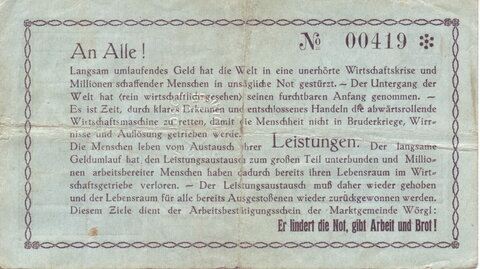 An Alle !
№ 00419 ✻
Langsam umlaufendes Geld hat die Welt in eine unerhörte Wirtschaftskrise und
Millionen schaffender Menschen in unsägliche Not gestürzt. – Der Untergang der
Welt hat (rein wirtschaftlich gesehen) seinen furchtbaren Anfang genommen. –
Es ist Zeit, durch klares Erkennen und entschlossenes Handeln die abwärtsrollende
Wirtschaftsmaschine zu retten, damit die Menschheit nicht in Bruderkriege, Wirr-
nisse und Auflösung getrieben werde.
Die Menschen leben vom Austausch ihrer Leistungen. Der langsame
Geldumlauf hat den Leistungsaustausch zum großen Teil unterbunden und Millio-
nen arbeitsbereiter Menschen haben dadurch bereits ihren Lebensraum im Wirt-
schaftsgetriebe verloren. – Der Leistungsaustausch muß daher wieder gehoben
und der Lebensraum für alle bereits Ausgestoßenen wieder zurückgewonnen werden.
Diesem Ziele dient der Arbeitsbestätigungsschein der Marktgemeinde Wörgl:
Er lindert die Not, gibt Arbeit und Brot!